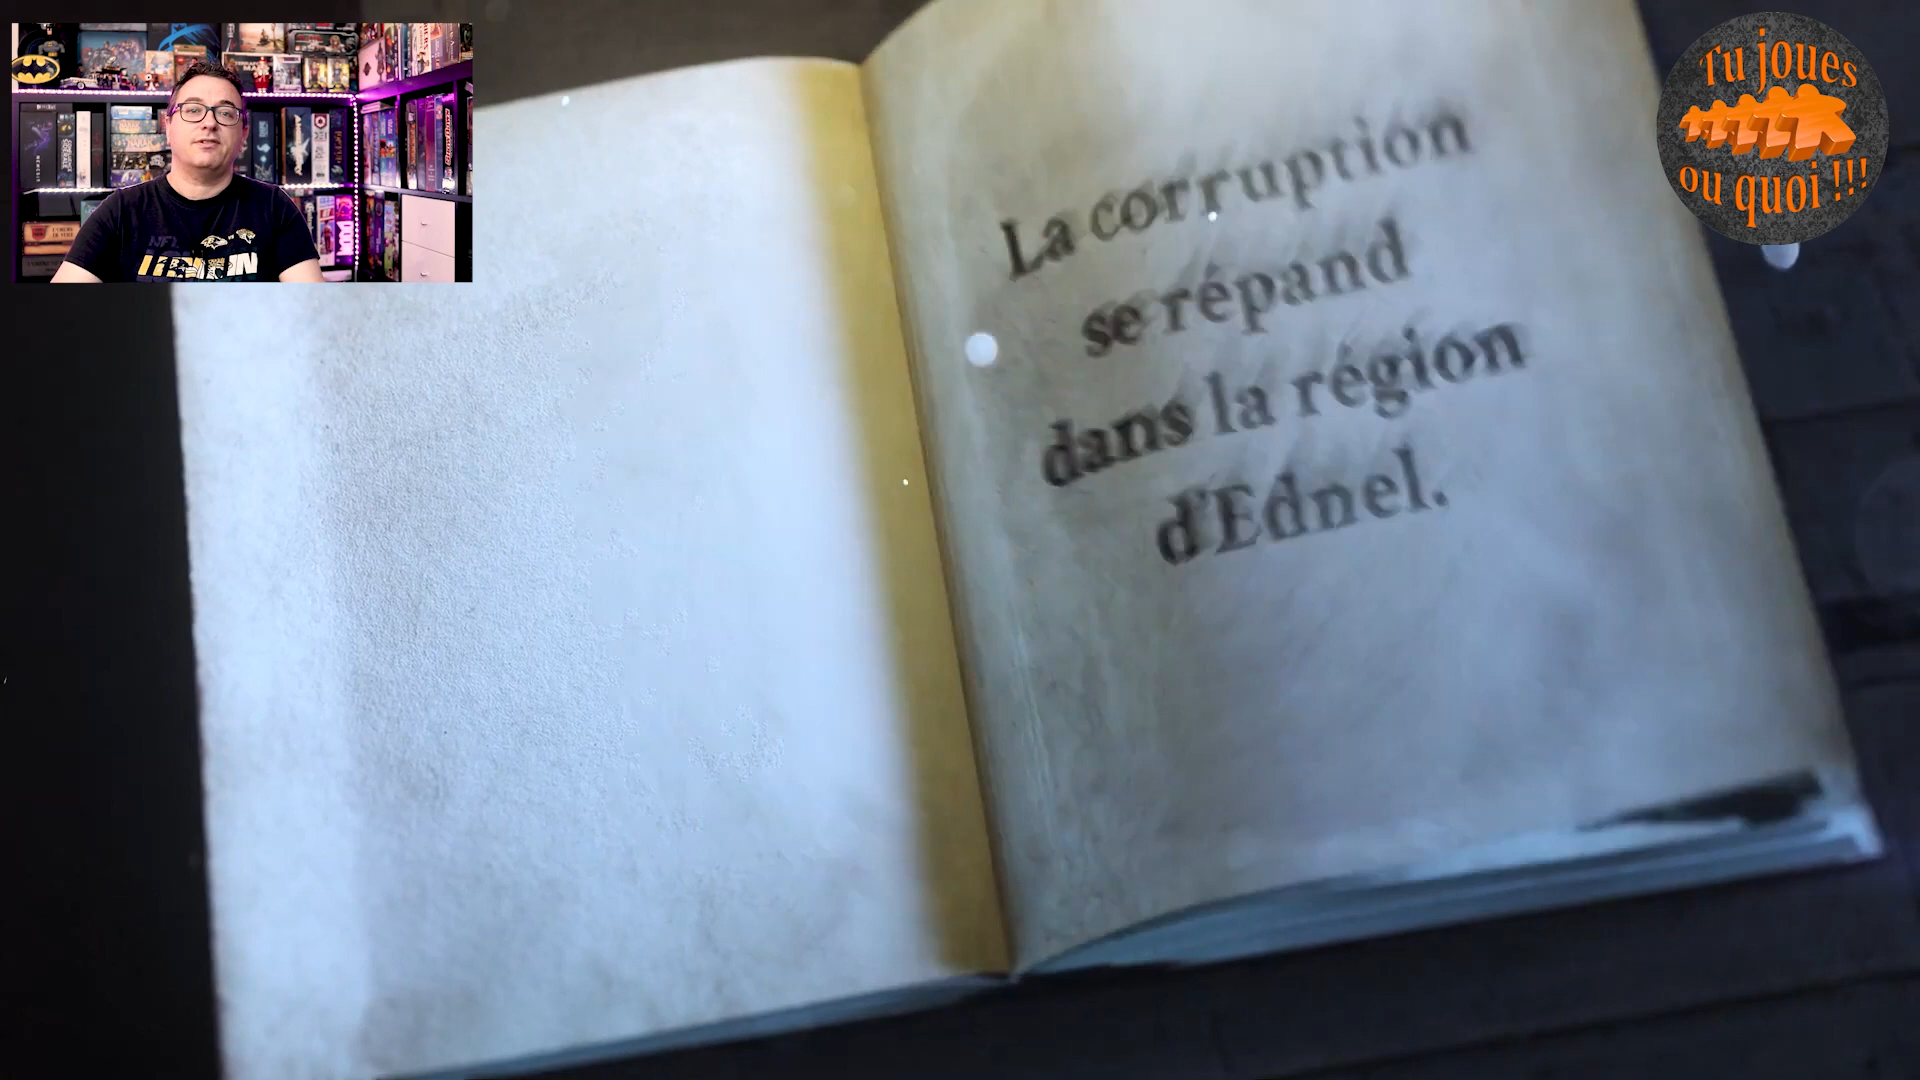 La corruption
se répand
dans la région
d'Ednel.
Tu joues
ou quoi !!!